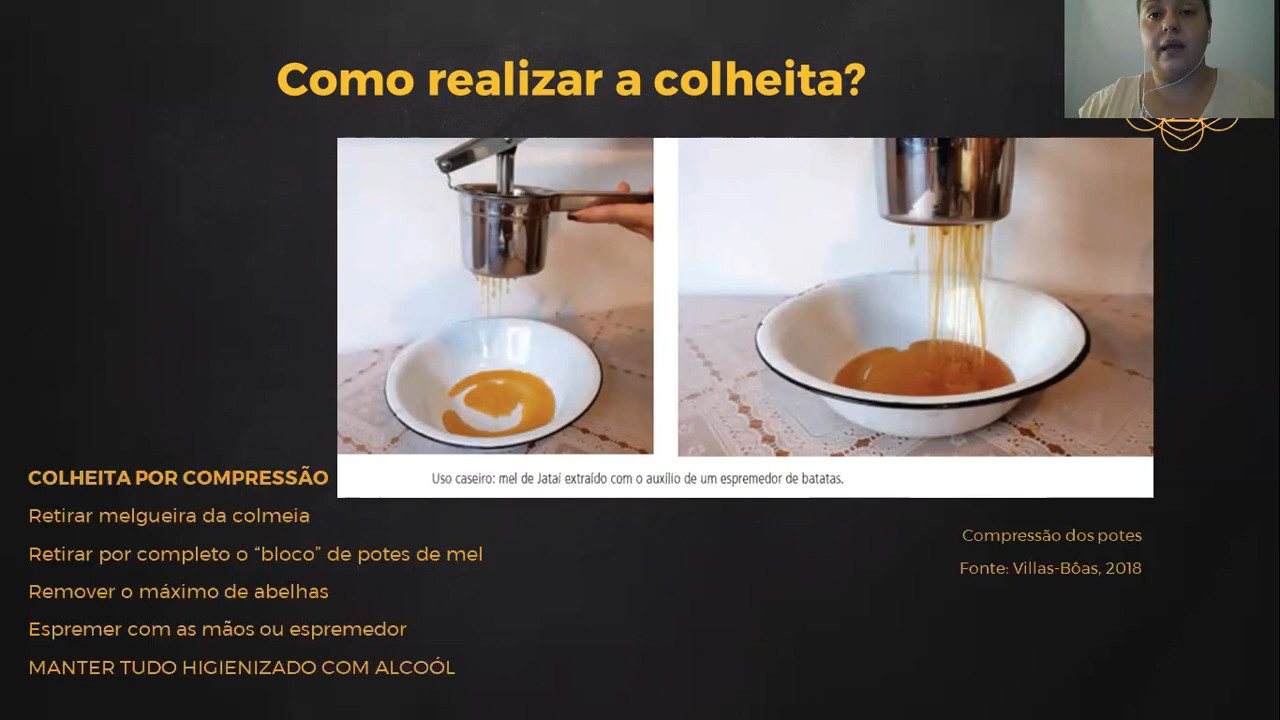 Como realizar a colheita?
Uso caseiro: mel de Jataí extraído com o auxílio de um espremedor de batatas.
COLHEITA POR COMPRESSÃO
Retirar melgueira da colmeia
Retirar por completo o “bloco” de potes de mel
Remover o máximo de abelhas
Espremer com as mãos ou espremedor
MANTER TUDO HIGIENIZADO COM ALCOÓL
Compressão dos potes
Fonte: Villas-Bôas, 2018